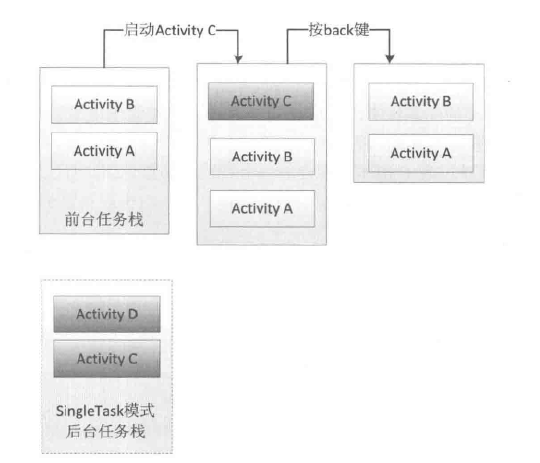 启动Activity C
按back键
Activity B
Activity A
前台任务栈
Activity C
Activity B
Activity A
Activity B
Activity A
Activity D
Activity C
SingleTask模式
后台任务栈